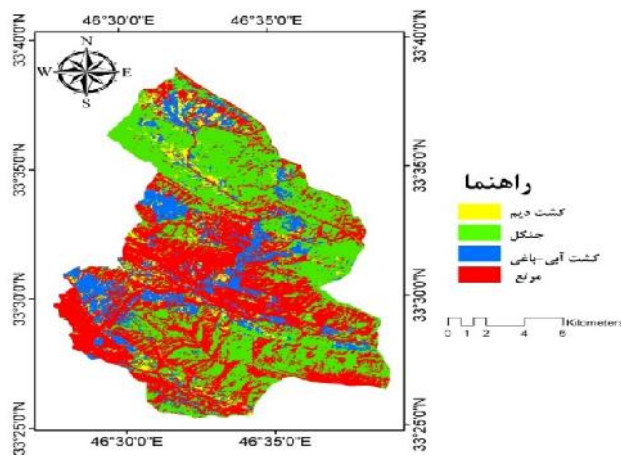 46°30'0"E 46°35'0"E
33°40'0"N 33°40'0"N
N
W E
S
33°35'0"N 33°35'0"N
راهنما
کشت دیم
جنگل
کشت آبی-باغی
مرتع
33°30'0"N 33°30'0"N
0 1 2 4 6 Kilometers
33°25'0"N 33°25'0"N
46°30'0"E 46°35'0"E